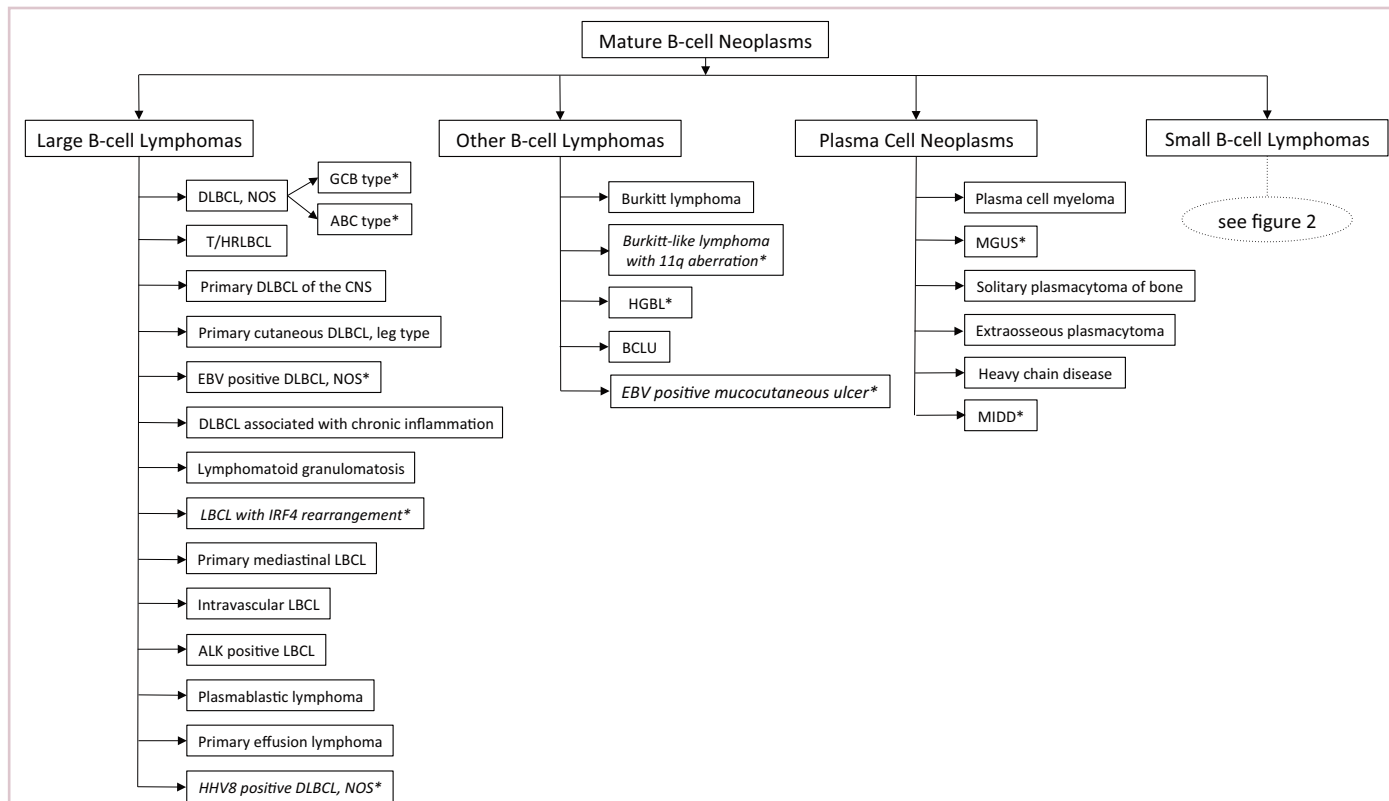 Mature B-cell Neoplasms
Large B-cell Lymphomas
DLBCL, NOS
GCB type*
ABC type*
T/HRLBCL
Primary DLBCL of the CNS
Primary cutaneous DLBCL, leg type
EBV positive DLBCL, NOS*
DLBCL associated with chronic inflammation
Lymphomatoid granulomatosis
LBCL with IRF4 rearrangement*
Primary mediastinal LBCL
Intravascular LBCL
ALK positive LBCL
Plasmablastic lymphoma
Primary effusion lymphoma
HHV8 positive DLBCL, NOS*
Other B-cell Lymphomas
Burkitt lymphoma
Burkitt-like lymphoma
with 11q aberration*
HGBL*
BCLU
EBV positive mucocutaneous ulcer*
Plasma Cell Neoplasms
Plasma cell myeloma
MGUS*
Solitary plasmacytoma of bone
Extraosseous plasmacytoma
Heavy chain disease
MIDD*
Small B-cell Lymphomas
see figure 2